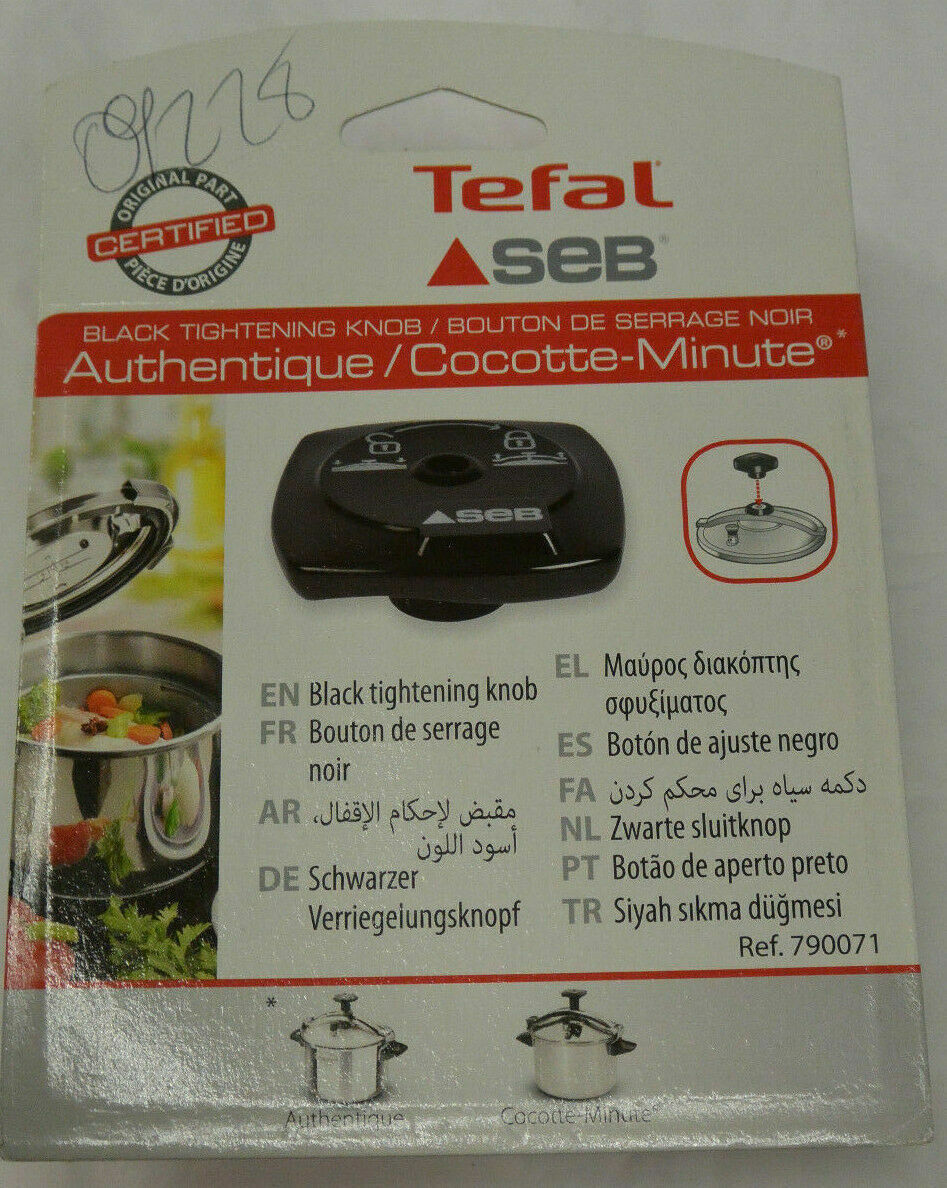 09228
ORIGINAL PART
CERTIFIED
PIÈCE D'ORIGINE
Tefal
SEB®
BLACK TIGHTENING KNOB / BOUTON DE SERRAGE NOIR
Authentique / Cocotte-Minute®*
SEB
EN Black tightening knob
FR Bouton de serrage
noir
AR مقبض لإحكام الإقفال،
أسود اللون
DE Schwarzer
Verriegelungsknopf
EL Μαύρος διακόπτης
σφυξίματος
ES Botón de ajuste negro
FA دکمه سیاه برای محکم کردن
NL Zwarte sluitknop
PT Botão de aperto preto
TR Siyah sıkma düğmesi
Ref. 790071
*
Authentique
Cocotte-Minute®